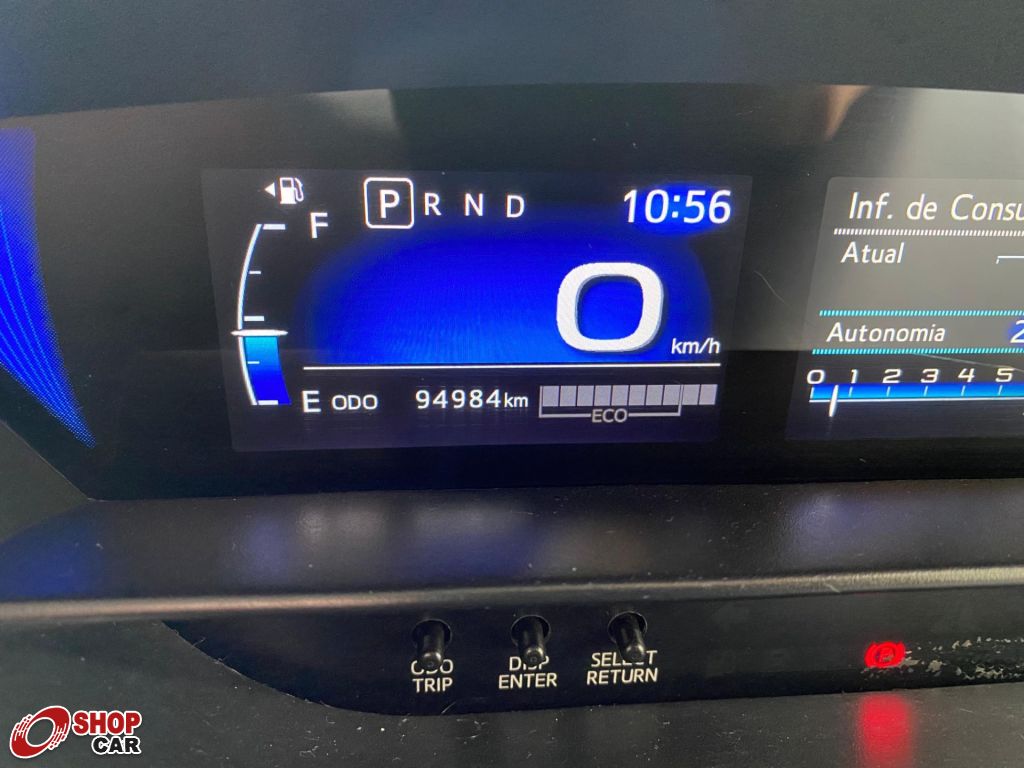 F P R N D 10:56
0 km/h
E ODO 94984km
ECO
Inf. de Consu
Atual
Autonomia 2
0 1 2 3 4 5
ODO DISP SELECT
TRIP ENTER RETURN
SHOP
CAR